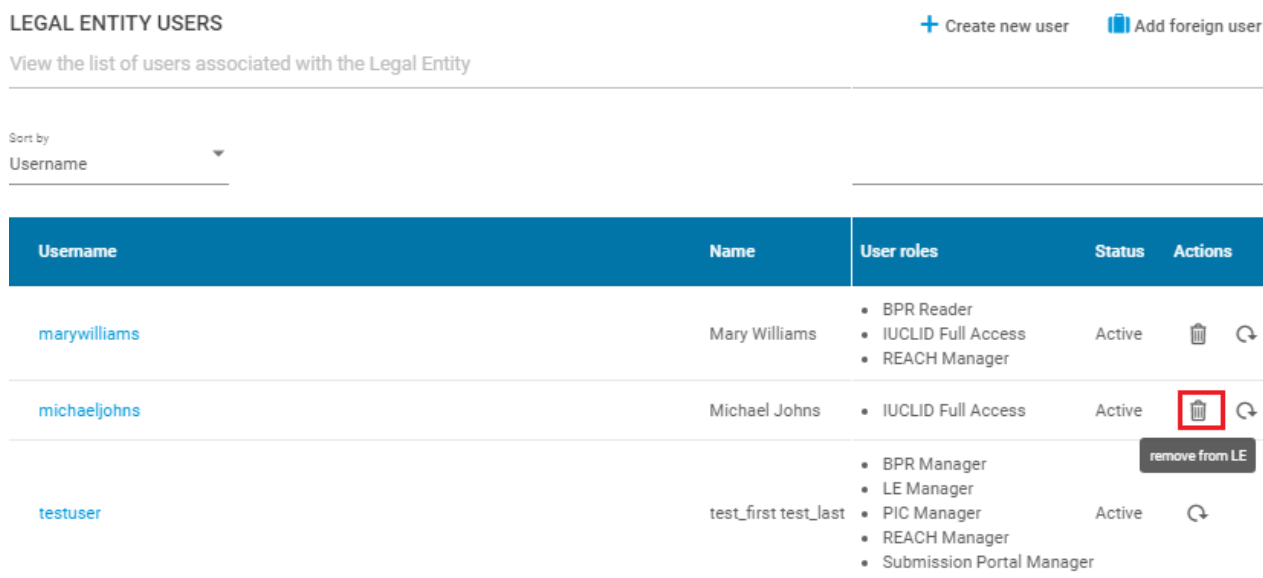 LEGAL ENTITY USERS
Create new user
Add foreign user
View the list of users associated with the Legal Entity
Sort by
Username
Username Name User roles Status Actions
marywilliams Mary Williams • BPR Reader Active
• IUCLID Full Access
• REACH Manager
michaeljohns Michael Johns • IUCLID Full Access Active
remove from LE
testuser test_first test_last • BPR Manager Active
• LE Manager
• PIC Manager
• REACH Manager
• Submission Portal Manager